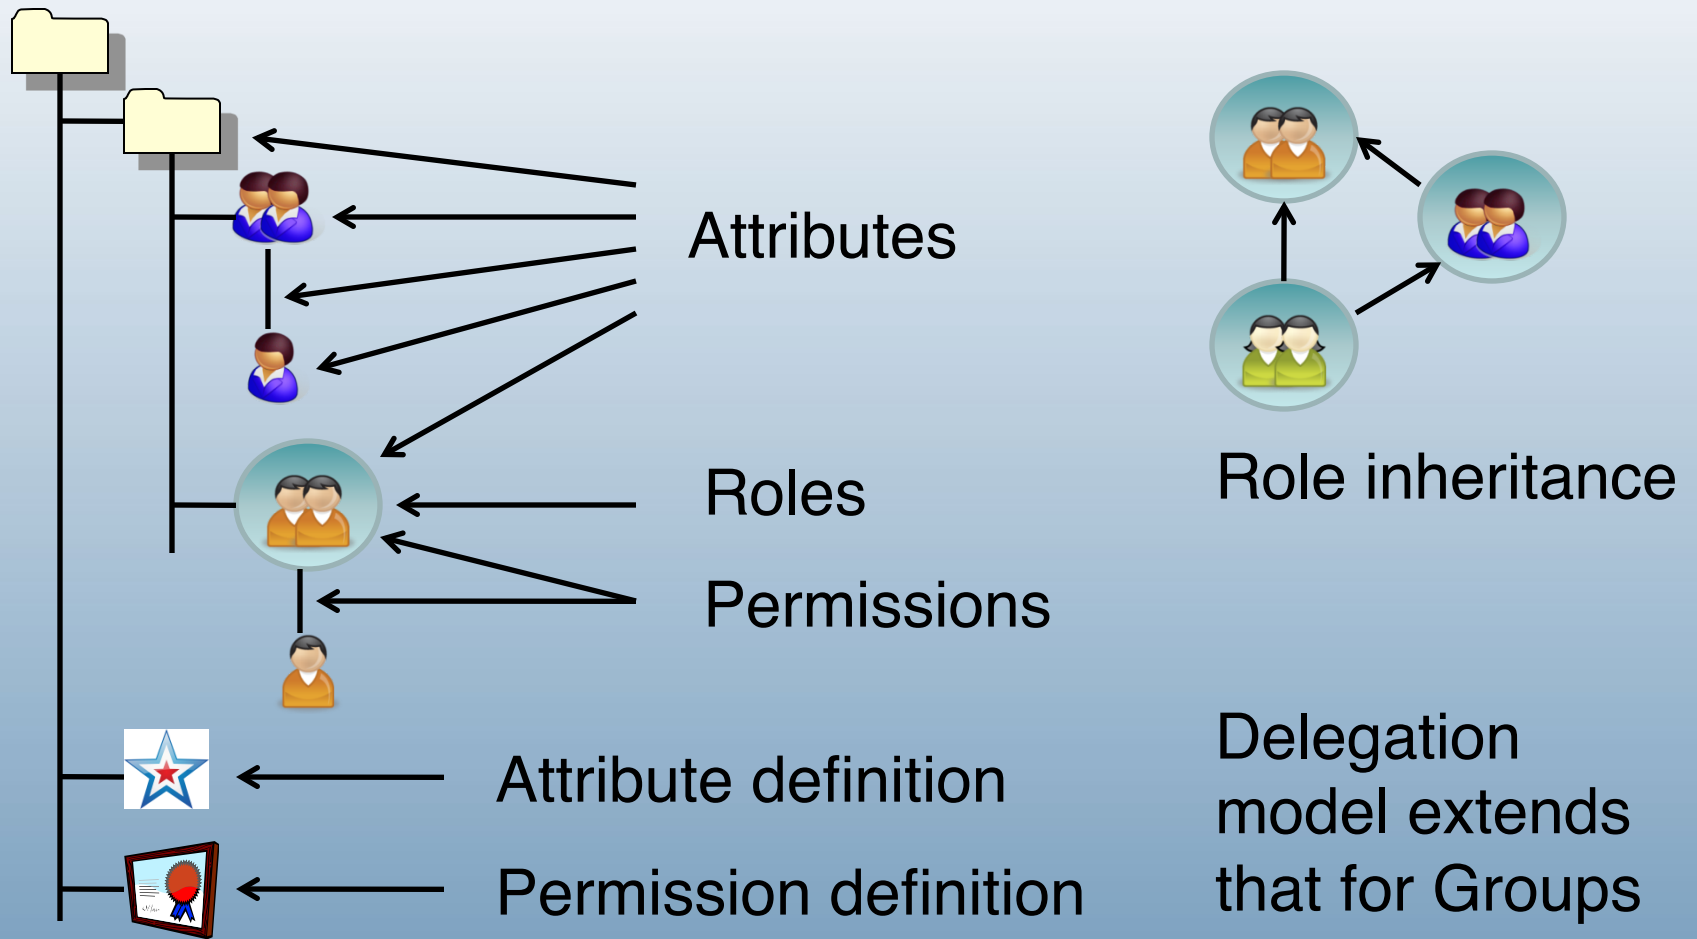 Attributes
Roles
Permissions
Attribute definition
Permission definition
Role inheritance
Delegation
model extends
that for Groups